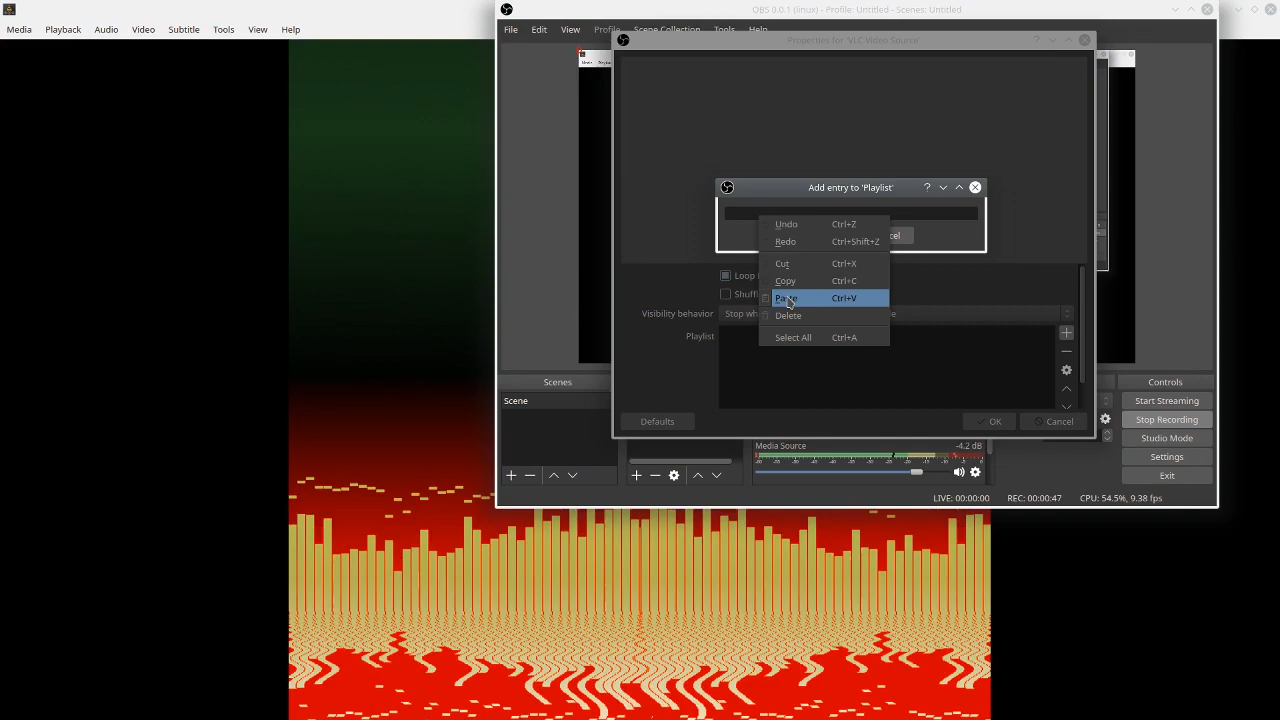 OBS 0.0.1 (linux) - Profile: Untitled - Scenes: Untitled
Media Playback Audio Video Subtitle Tools View Help
File Edit View Profile Scene Collection Tools Help
Properties for 'VLC Video Source'
Add entry to 'Playlist'
Undo Ctrl+Z
Redo Ctrl+Shift+Z
Cut Ctrl+X
Copy Ctrl+C
Paste Ctrl+V
Delete
Select All Ctrl+A
Loop
Visibility behavior Stop
Playlist
Defaults OK Cancel
Scenes
Scene
Controls
Start Streaming
Stop Recording
Studio Mode
Settings
Exit
Media Source -4.2 dB
LIVE: 00:00:00 REC: 00:00:47 CPU: 54.5%, 9.38 fps